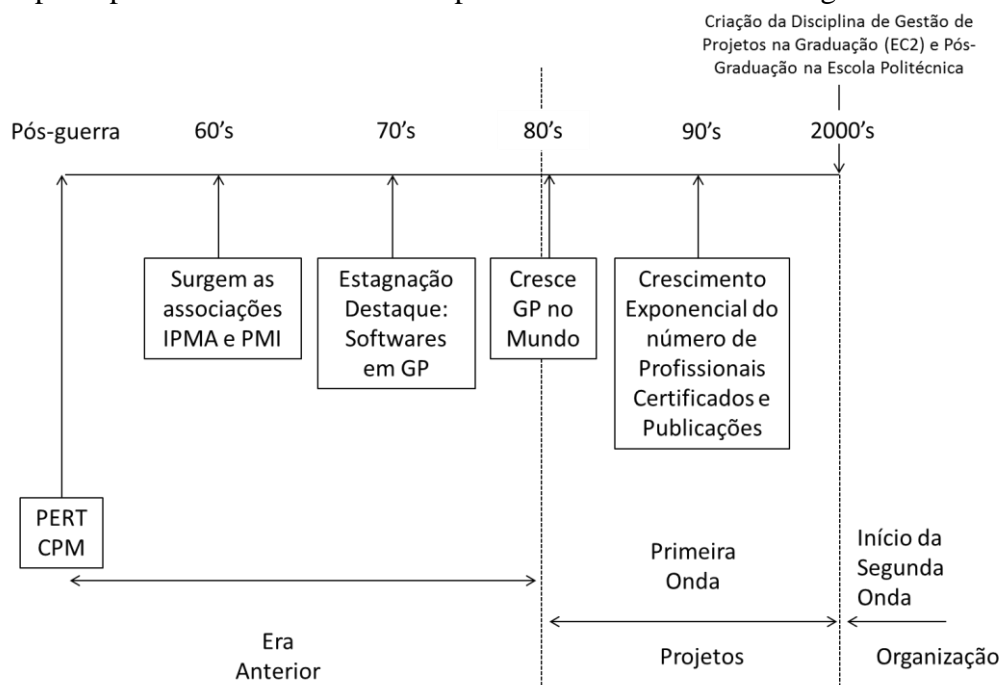 Criação da Disciplina de Gestão de
Projetos na Graduação (EC2) e Pós-
Graduação na Escola Politécnica
Pós-guerra
60's
70's
80's
90's
2000's
Surgem as
associações
IPMA e PMI
Estagnação
Destaque:
Softwares
em GP
Cresce
GP no
Mundo
Crescimento
Exponencial do
número de
Profissionais
Certificados e
Publicações
PERT
CPM
Primeira
Onda
Início da
Segunda
Onda
Era
Anterior
Projetos
Organização